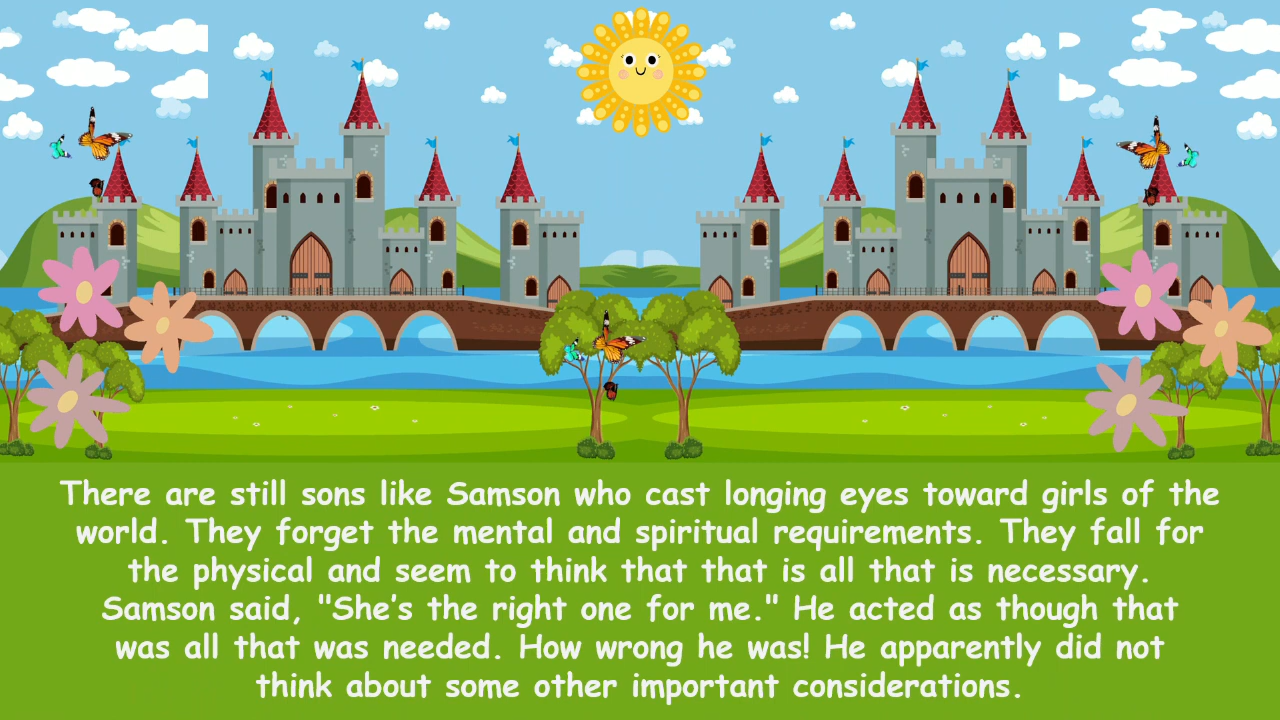 There are still sons like Samson who cast longing eyes toward girls of the
world. They forget the mental and spiritual requirements. They fall for
the physical and seem to think that that is all that is necessary.
Samson said, "She’s the right one for me." He acted as though that
was all that was needed. How wrong he was! He apparently did not
think about some other important considerations.